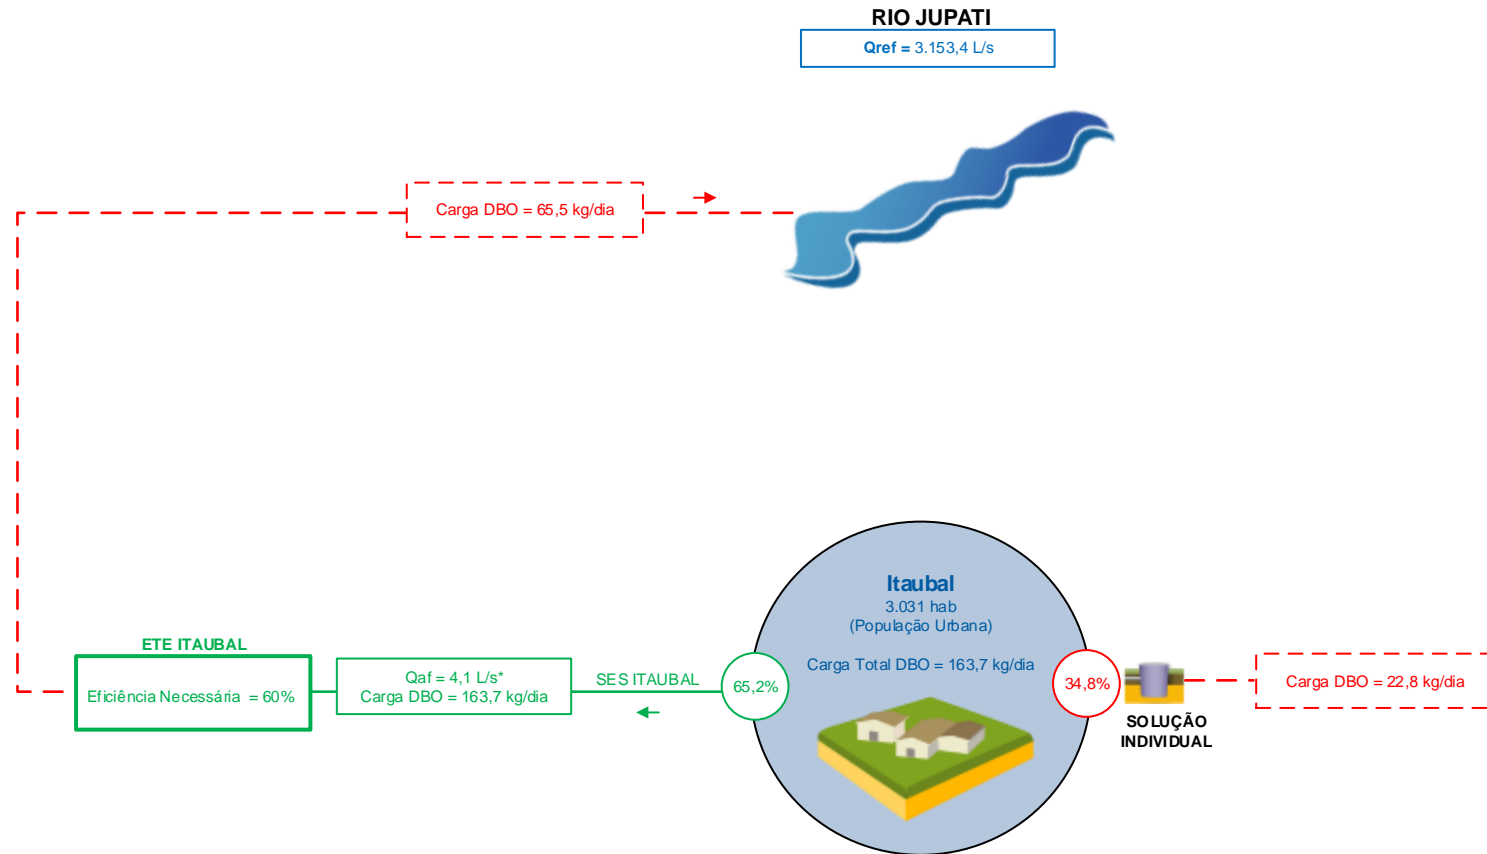 RIO JUPATI
Qref = 3.153,4 L/s
Carga DBO = 65,5 kg/dia
Itaubal
3.031 hab
(População Urbana)
Carga Total DBO = 163,7 kg/dia
ETE ITAUBAL
Eficiência Necessária = 60%
Qaf = 4,1 L/s*
Carga DBO = 163,7 kg/dia
SES ITAUBAL
65,2%
34,8%
SOLUÇÃO
INDIVIDUAL
Carga DBO = 22,8 kg/dia